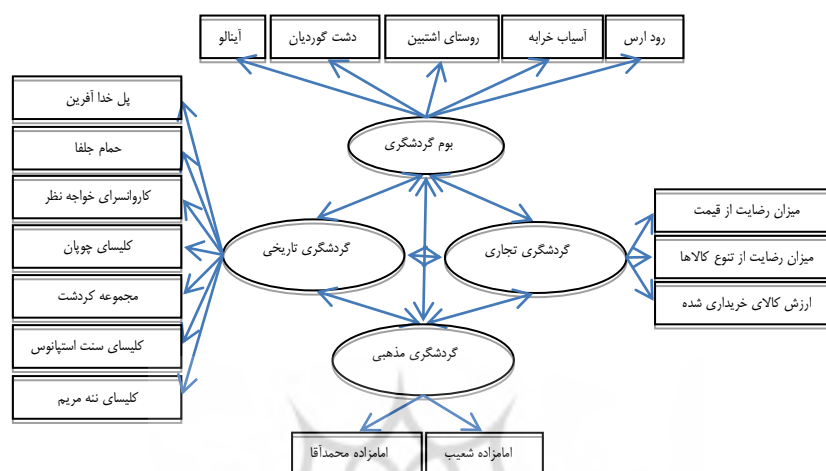 رود ارس
آسیاب خرابه
روستای اشتبین
دشت گوردیان
آینالو
بوم گردشگری
پل خدا آفرین
حمام جلفا
کاروانسرای خواجه نظر
کلیسای چوپان
مجموعه کردشت
کلیسای سنت استپانوس
کلیسای ننه مریم
گردشگری تاریخی
گردشگری تجاری
میزان رضایت از قیمت
میزان رضایت از تنوع کالاها
ارزش کالای خریداری شده
گردشگری مذهبی
امامزاده شعیب
امامزاده محمدآقا